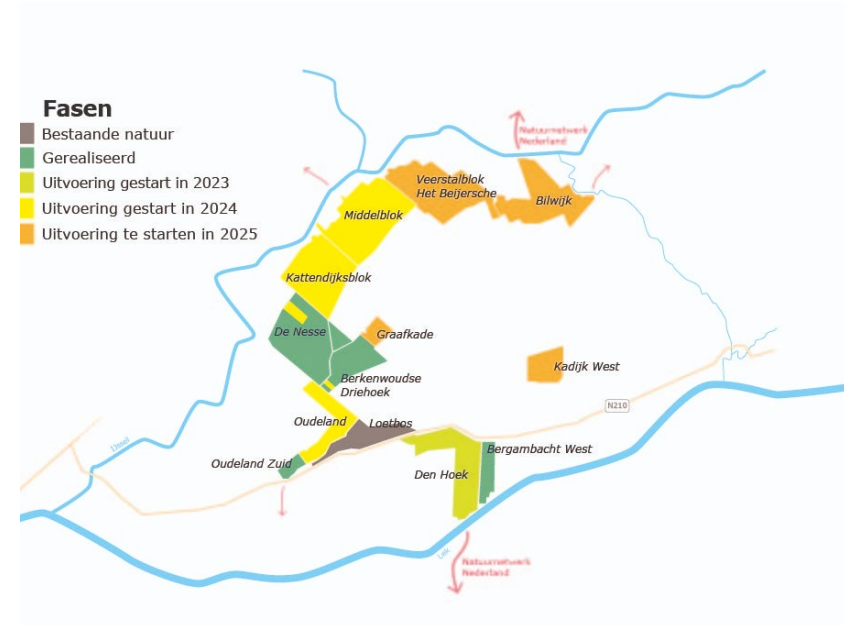 Fasen
Bestaande natuur
Gerealiseerd
Uitvoering gestart in 2023
Uitvoering gestart in 2024
Uitvoering te starten in 2025
Natuurnetwerk
Nederland
Veerstalblok
Het Beijersche
Bilwijk
Middelblok
Kattendijksblok
De Nesse
Graafkade
Kadijk West
Berkenwoudse
Driehoek
N210
Oudeland
Loetbos
IJssel
Bergambacht West
Oudeland Zuid
Den Hoek
Lek
Natuurnetwerk
Nederland